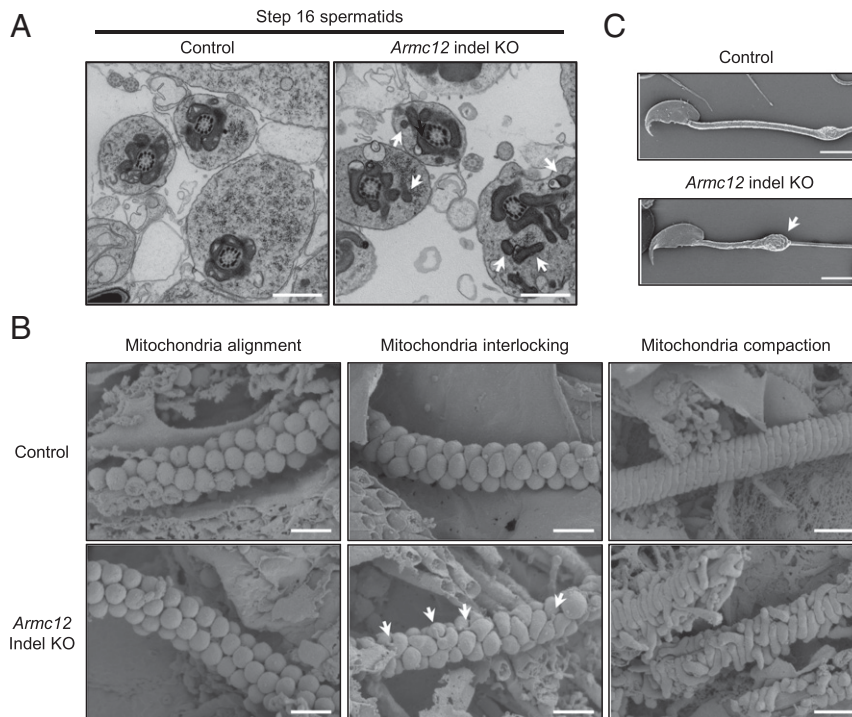 A
Step 16 spermatids
Control
Armc12 indel KO
C
Control
Armc12 indel KO
B
Mitochondria alignment
Mitochondria interlocking
Mitochondria compaction
Control
Armc12
Indel KO